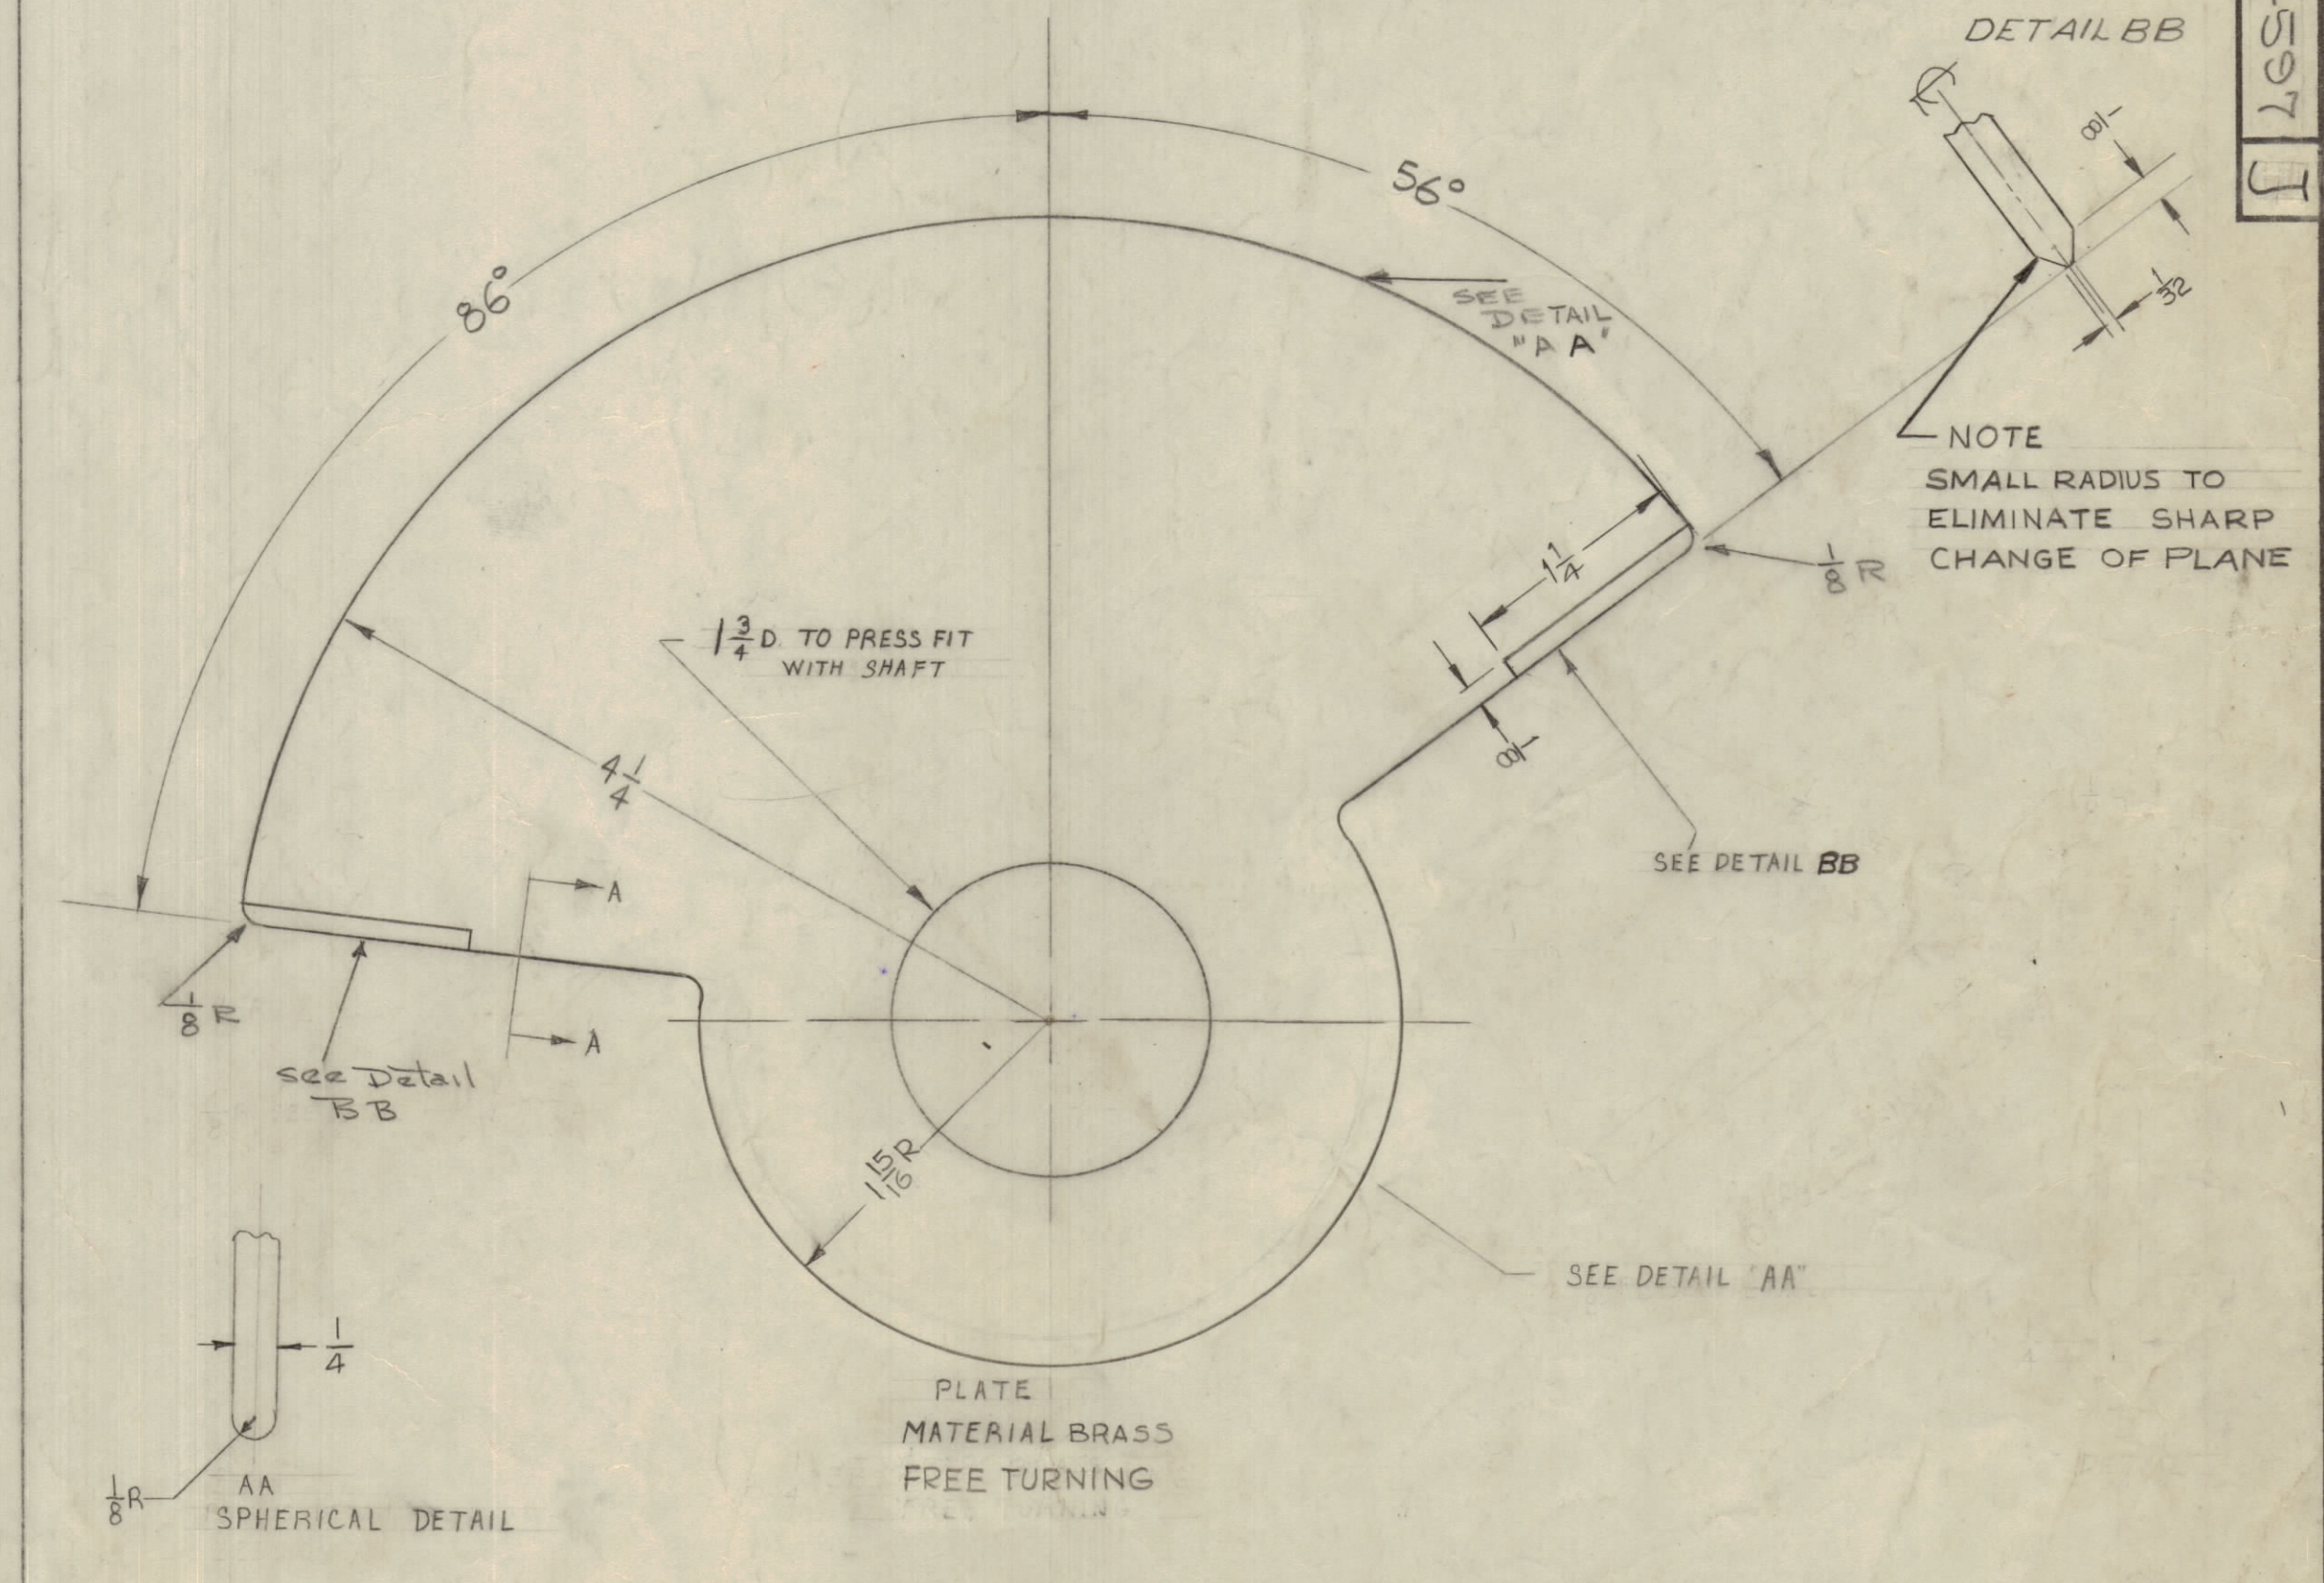 DETAIL BB
-597 J
℄
1/8
1/32
56°
86°
SEE
DETAIL
"A A"
NOTE
SMALL RADIUS TO
ELIMINATE SHARP
CHANGE OF PLANE
1 1/4
1/8 R
1 3/4 D. TO PRESS FIT
WITH SHAFT
4 1/4
1/8
SEE DETAIL BB
A
A
1/8 R
see Detail
BB
1 15/16 R
SEE DETAIL "AA"
1/4
PLATE
MATERIAL BRASS
FREE TURNING
1/8 R
AA
SPHERICAL DETAIL